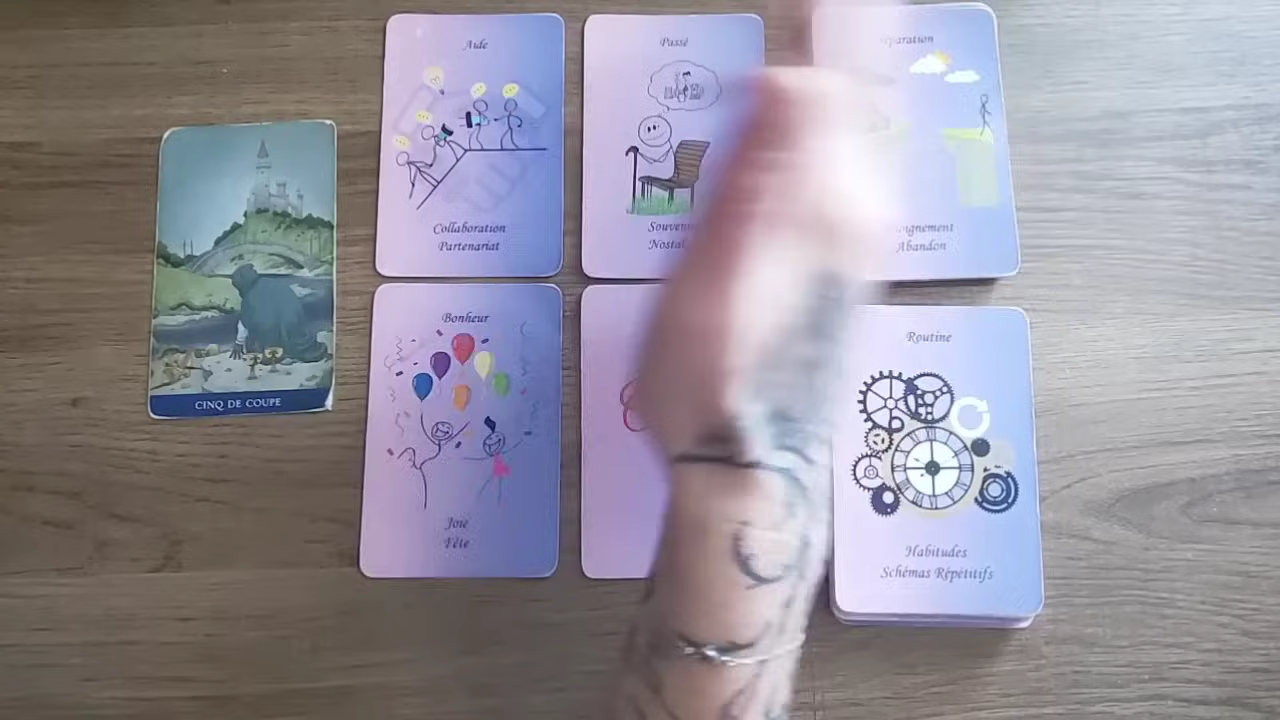 Aide
Collaboration
Partenariat
Passé
Abandon
Bonheur
Joie
Fête
Routine
Habitudes
Schémas Répétitifs
CINQ DE COUPE